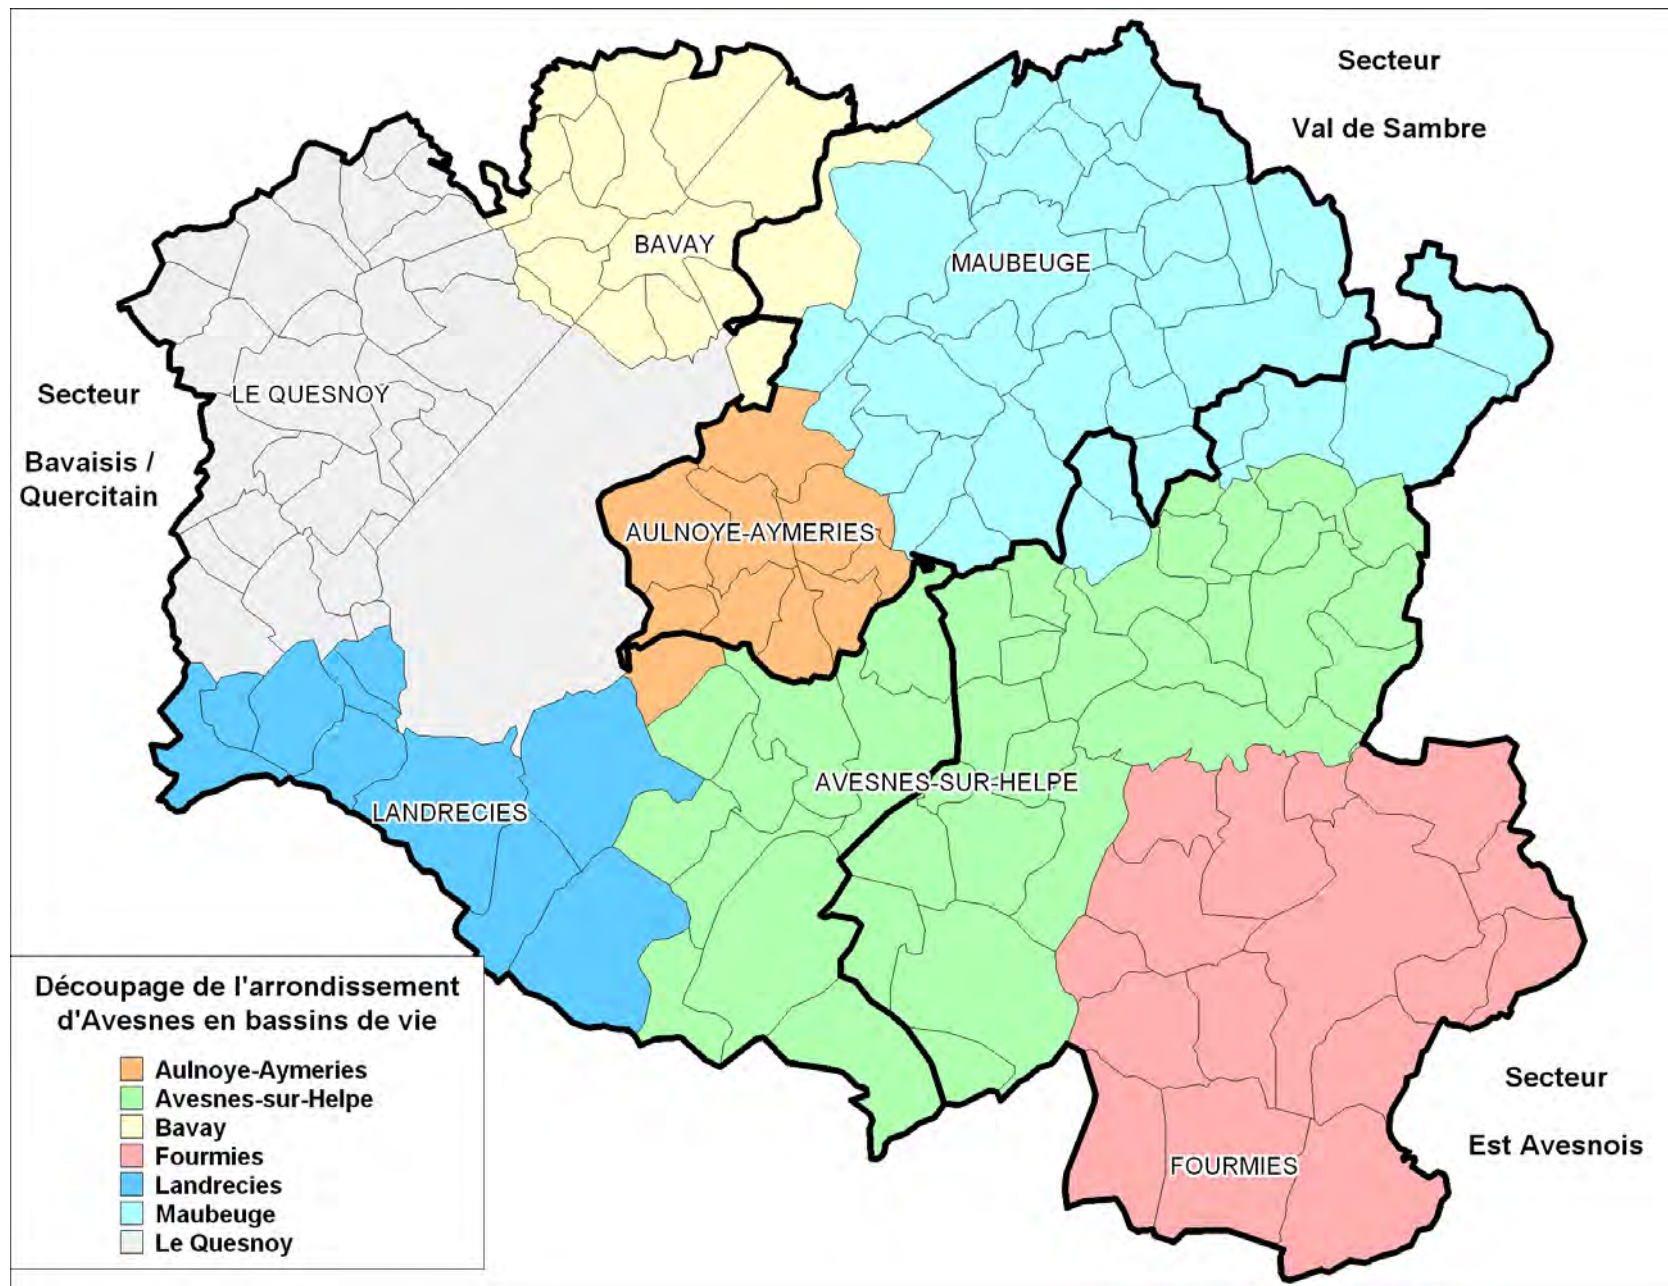 Secteur
Val de Sambre
BAVAY
MAUBEUGE
LE QUESNOY
Secteur
Bavaisis /
Quercitain
AULNOYE-AYMERIES
AVESNES-SUR-HELPE
LANDRECIES
Découpage de l'arrondissement
d'Avesnes en bassins de vie
Aulnoye-Aymeries
Avesnes-sur-Helpe
Bavay
Fourmies
Landrecies
Maubeuge
Le Quesnoy
Secteur
Est Avesnois
FOURMIES